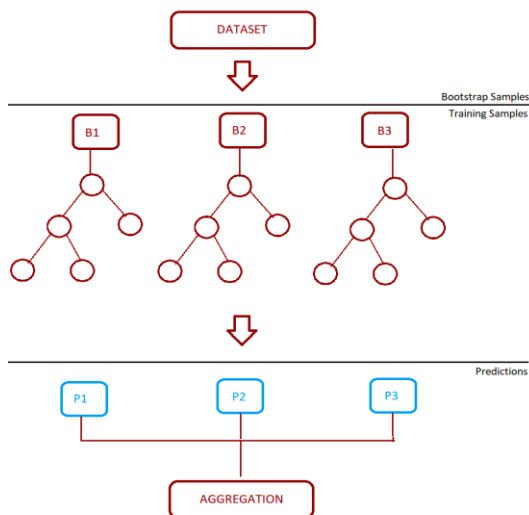 DATASET
Bootstrap Samples
Training Samples
B1
B2
B3
Predictions
P1
P2
P3
AGGREGATION